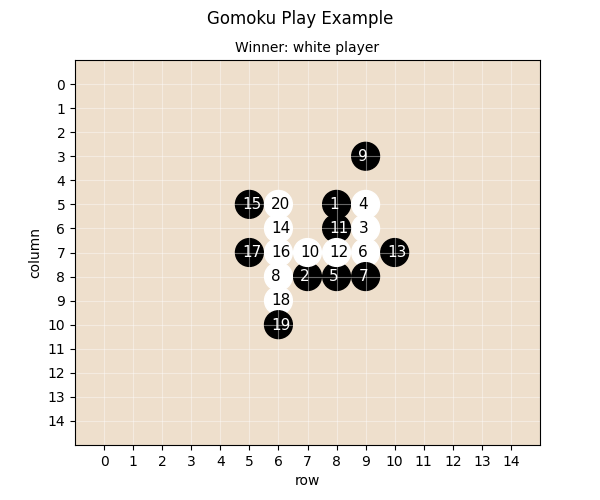 Gomoku Play Example
Winner: white player
0
1
2
3 9
4
5 15 20 1 4
6 14 11 3
7 17 16 10 12 6 13
8 8 2 5 7
9 18
10 19
11
12
13
14
column
0 1 2 3 4 5 6 7 8 9 10 11 12 13 14
row